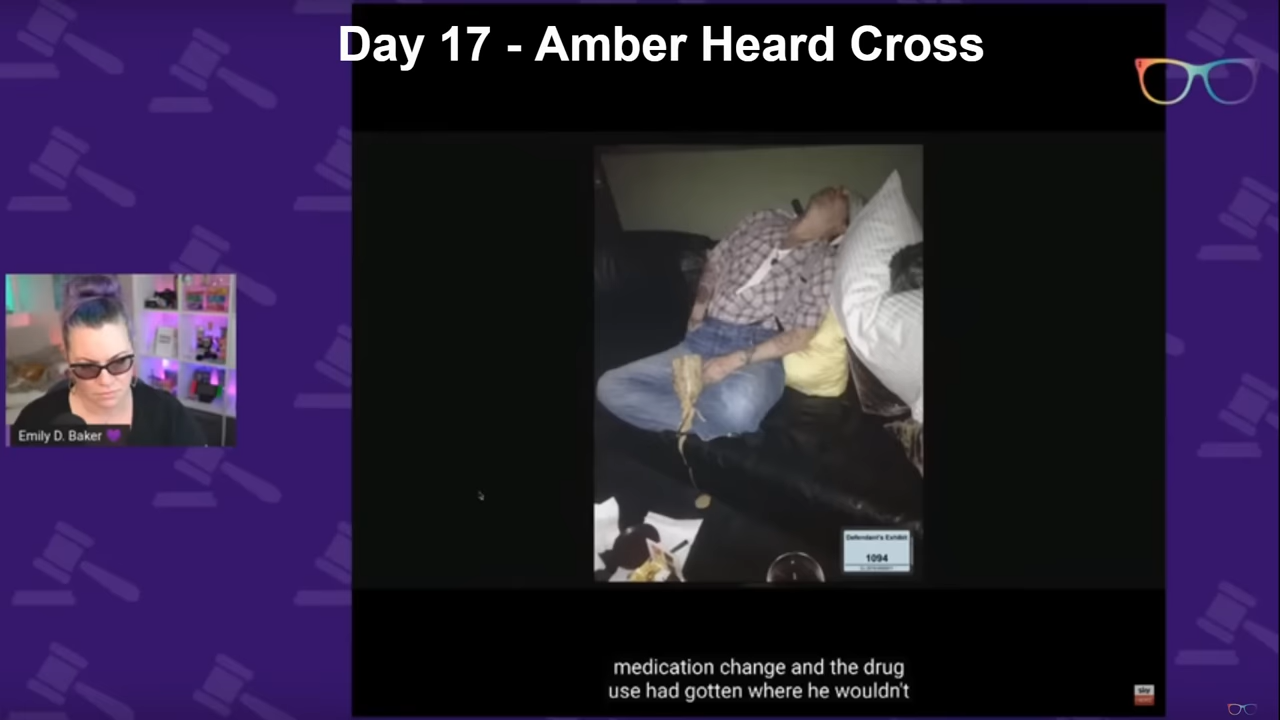 Day 17 - Amber Heard Cross
Emily D. Baker
Defendant's Exhibit
1094
medication change and the drug
use had gotten where he wouldn't
sky